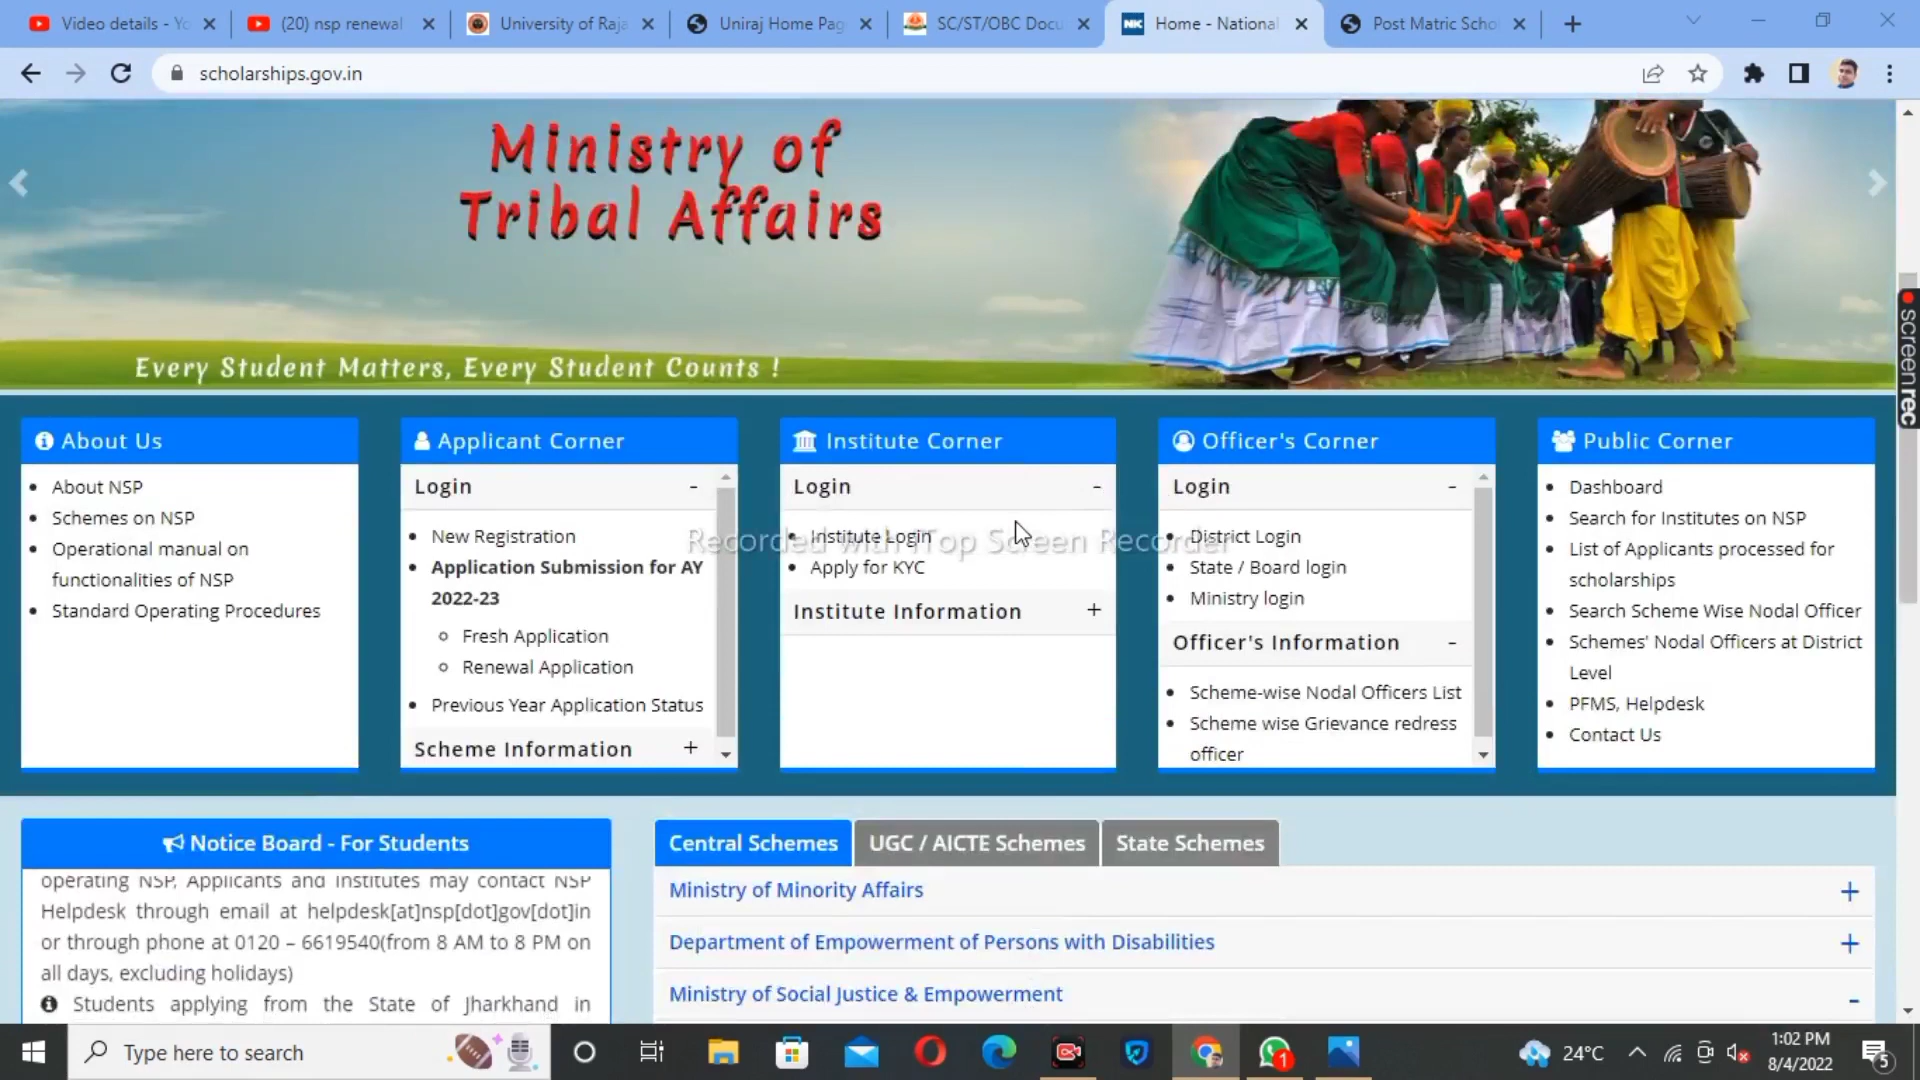 Video details - Yo
(20) nsp renewal
University of Raja
Uniraj Home Pag
SC/ST/OBC Docu
Home - National
Post Matric Scho
scholarships.gov.in
Ministry of
Tribal Affairs
Every Student Matters, Every Student Counts !
About Us
About NSP
Schemes on NSP
Operational manual on
functionalities of NSP
Standard Operating Procedures
Applicant Corner
Login -
New Registration
Application Submission for AY
2022-23
Fresh Application
Renewal Application
Previous Year Application Status
Scheme Information +
Institute Corner
Login -
Institute Login
Apply for KYC
Institute Information +
Officer's Corner
Login -
District Login
State / Board login
Ministry login
Officer's Information -
Scheme-wise Nodal Officers List
Scheme wise Grievance redress
officer
Public Corner
Dashboard
Search for Institutes on NSP
List of Applicants processed for
scholarships
Search Scheme Wise Nodal Officer
Schemes' Nodal Officers at District
Level
PFMS, Helpdesk
Contact Us
Recorded with iTop Screen Recorder
screenrec
Notice Board - For Students
operating NSP, Applicants and Institutes may contact NSP
Helpdesk through email at helpdesk[at]nsp[dot]gov[dot]in
or through phone at 0120 – 6619540(from 8 AM to 8 PM on
all days, excluding holidays)
Students applying from the State of Jharkhand in
Central Schemes
UGC / AICTE Schemes
State Schemes
Ministry of Minority Affairs +
Department of Empowerment of Persons with Disabilities +
Ministry of Social Justice & Empowerment -
Type here to search
1
24°C
1:02 PM
8/4/2022
5